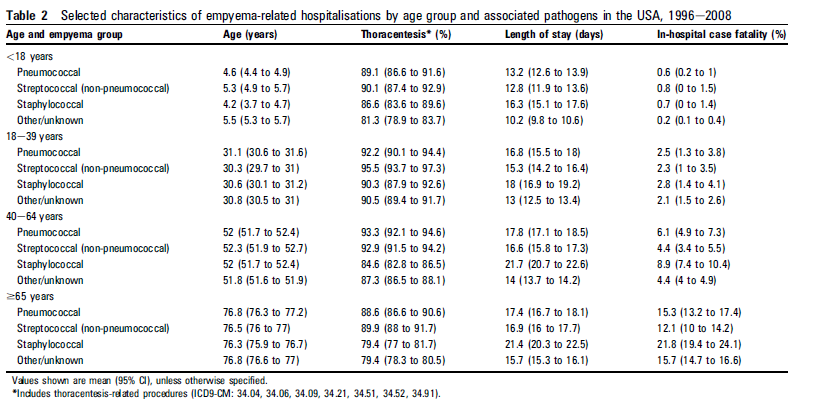 Table 2 Selected characteristics of empyema-related hospitalisations by age group and associated pathogens in the USA, 1996–2008
Age and empyema group Age (years) Thoracentesis* (%) Length of stay (days) In-hospital case fatality (%)
<18 years
Pneumococcal 4.6 (4.4 to 4.9) 89.1 (86.6 to 91.6) 13.2 (12.6 to 13.9) 0.6 (0.2 to 1)
Streptococcal (non-pneumococcal) 5.3 (4.9 to 5.7) 90.1 (87.4 to 92.9) 12.8 (11.9 to 13.6) 0.8 (0 to 1.5)
Staphylococcal 4.2 (3.7 to 4.7) 86.6 (83.6 to 89.6) 16.3 (15.1 to 17.6) 0.7 (0 to 1.4)
Other/unknown 5.5 (5.3 to 5.7) 81.3 (78.9 to 83.7) 10.2 (9.8 to 10.6) 0.2 (0.1 to 0.4)
18–39 years
Pneumococcal 31.1 (30.6 to 31.6) 92.2 (90.1 to 94.4) 16.8 (15.5 to 18) 2.5 (1.3 to 3.8)
Streptococcal (non-pneumococcal) 30.3 (29.7 to 31) 95.5 (93.7 to 97.3) 15.3 (14.2 to 16.4) 2.3 (1 to 3.5)
Staphylococcal 30.6 (30.1 to 31.2) 90.3 (87.9 to 92.6) 18 (16.9 to 19.2) 2.8 (1.4 to 4.1)
Other/unknown 30.8 (30.5 to 31) 90.5 (89.4 to 91.7) 13 (12.5 to 13.4) 2.1 (1.5 to 2.6)
40–64 years
Pneumococcal 52 (51.7 to 52.4) 93.3 (92.1 to 94.6) 17.8 (17.1 to 18.5) 6.1 (4.9 to 7.3)
Streptococcal (non-pneumococcal) 52.3 (51.9 to 52.7) 92.9 (91.5 to 94.2) 16.6 (15.8 to 17.3) 4.4 (3.4 to 5.5)
Staphylococcal 52 (51.7 to 52.4) 84.6 (82.8 to 86.5) 21.7 (20.7 to 22.6) 8.9 (7.4 to 10.4)
Other/unknown 51.8 (51.6 to 51.9) 87.3 (86.5 to 88.1) 14 (13.7 to 14.2) 4.4 (4 to 4.9)
≥65 years
Pneumococcal 76.8 (76.3 to 77.2) 88.6 (86.6 to 90.6) 17.4 (16.7 to 18.1) 15.3 (13.2 to 17.4)
Streptococcal (non-pneumococcal) 76.5 (76 to 77) 89.9 (88 to 91.7) 16.9 (16 to 17.7) 12.1 (10 to 14.2)
Staphylococcal 76.3 (75.9 to 76.7) 79.4 (77 to 81.7) 21.4 (20.3 to 22.5) 21.8 (19.4 to 24.1)
Other/unknown 76.8 (76.6 to 77) 79.4 (78.3 to 80.5) 15.7 (15.3 to 16.1) 15.7 (14.7 to 16.6)
Values shown are mean (95% CI), unless otherwise specified.
*Includes thoracentesis-related procedures (ICD9-CM: 34.04, 34.06, 34.09, 34.21, 34.51, 34.52, 34.91).